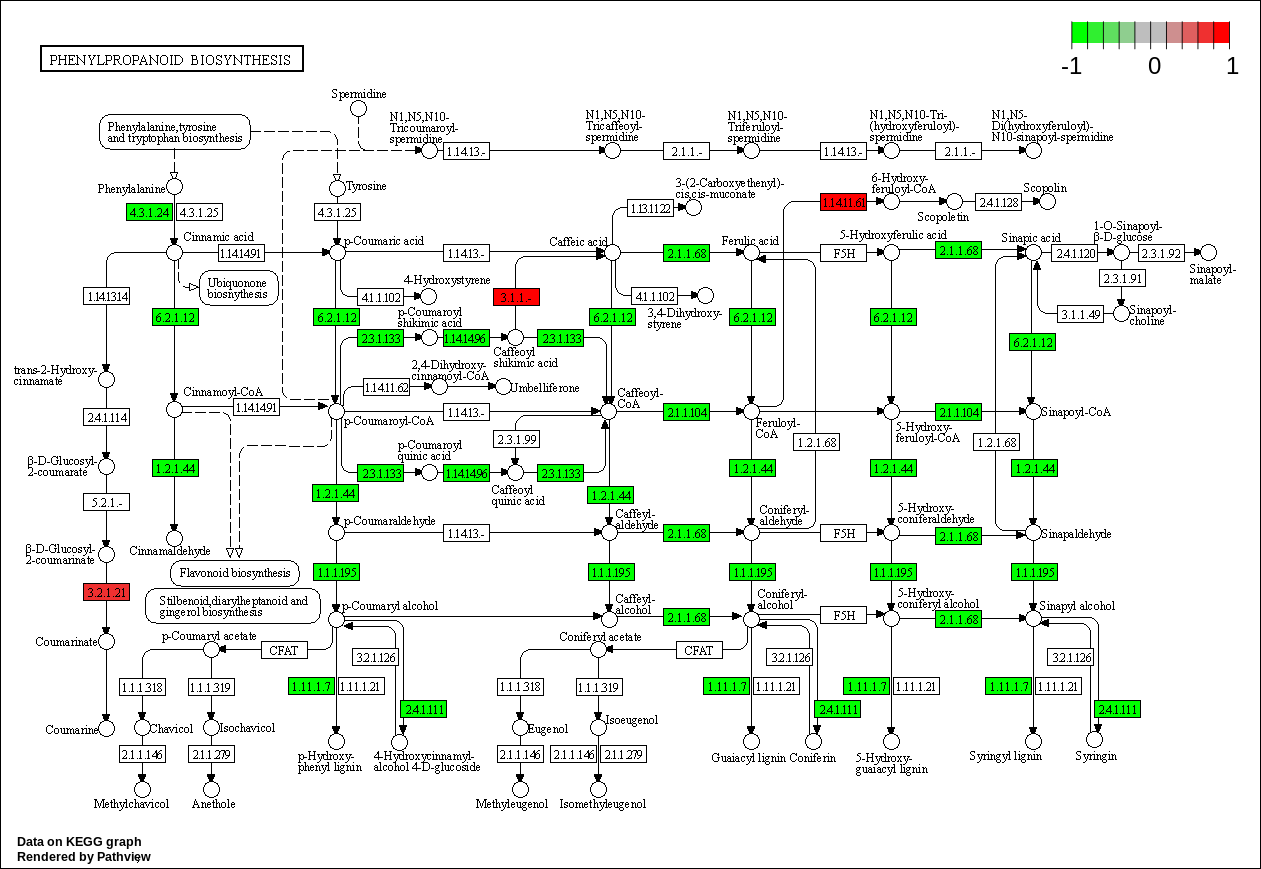 PHENYLPROPANOID BIOSYNTHESIS
-1 0 1
Spermidine
Phenylalanine,tyrosine
and tryptophan biosynthesis
N1,N5,N10-
Tricoumaroyl-
spermidine
N1,N5,N10-
Tricaffeoyl-
spermidine
N1,N5,N10-
Triferuloyl-
spermidine
N1,N5,N10-Tri-
(hydroxyferuloyl)-
spermidine
N1,N5-
Di(hydroxyferuloyl)-
N10-sinapoyl-spermidine
1.14.13.-
2.1.1.-
1.14.13.-
2.1.1.-
Phenylalanine
Tyrosine
3-(2-Carboxyethenyl)-
cis,cis-muconate
6-Hydroxy-
feruloyl-CoA
Scopolin
4.3.1.24
4.3.1.25
4.3.1.25
1.13.11.22
1.14.11.61
2.4.1.128
Scopoletin
Cinnamic acid
p-Coumaric acid
Caffeic acid
Ferulic acid
5-Hydroxyferulic acid
Sinapic acid
1-O-Sinapoyl-
β-D-glucose
1.14.14.91
1.14.13.-
2.1.1.68
F5H
2.1.1.68
2.4.1.120
2.3.1.92
Sinapoyl-
malate
2.3.1.91
Ubiquonone
biosnythesis
4-Hydroxystyrene
1.14.13.14
4.1.1.102
3.1.1.-
4.1.1.102
3,4-Dihydroxy-
styrene
3.1.1.49
Sinapoyl-
choline
6.2.1.12
6.2.1.12
6.2.1.12
6.2.1.12
6.2.1.12
6.2.1.12
p-Coumaroyl
shikimic acid
2.3.1.133
1.14.14.96
2.3.1.133
Caffeoyl
shikimic acid
trans-2-Hydroxy-
cinnamate
2,4-Dihydroxy-
cinnamoyl-CoA
1.14.11.62
Umbelliferone
Cinnamoyl-CoA
1.14.14.91
p-Coumaroyl-CoA
1.14.13.-
Caffeoyl-
CoA
2.1.1.104
Feruloyl-
CoA
5-Hydroxy-
feruloyl-CoA
2.1.1.104
Sinapoyl-CoA
2.4.1.114
2.3.1.99
1.2.1.68
1.2.1.68
β-D-Glucosyl-
2-coumarate
p-Coumaroyl
quinic acid
1.2.1.44
2.3.1.133
1.14.14.96
2.3.1.133
1.2.1.44
1.2.1.44
1.2.1.44
Caffeoyl
quinic acid
1.2.1.44
1.2.1.44
5.2.1.-
p-Coumaraldehyde
1.14.13.-
Caffeyl-
aldehyde
2.1.1.68
Coniferyl-
aldehyde
F5H
5-Hydroxy-
coniferaldehyde
2.1.1.68
Sinapaldehyde
Cinnamaldehyde
β-D-Glucosyl-
2-coumarinate
Flavonoid biosynthesis
1.1.1.195
1.1.1.195
1.1.1.195
1.1.1.195
1.1.1.195
3.2.1.21
Stilbenoid,diarylheptanoid and
gingerol biosynthesis
p-Coumaryl alcohol
Caffeyl-
alcohol
2.1.1.68
Coniferyl-
alcohol
F5H
5-Hydroxy-
coniferyl alcohol
2.1.1.68
Sinapyl alcohol
Coumarinate
p-Coumaryl acetate
CFAT
3.2.1.126
Coniferyl acetate
CFAT
3.2.1.126
3.2.1.126
1.1.1.318
1.1.1.319
1.11.1.7
1.11.1.21
1.1.1.318
1.1.1.319
1.11.1.7
1.11.1.21
1.11.1.7
1.11.1.21
1.11.1.7
1.11.1.21
2.4.1.111
2.4.1.111
2.4.1.111
Coumarine
Chavicol
Isochavicol
Eugenol
Isoeugenol
2.1.1.146
2.1.1.279
2.1.1.146
2.1.1.146
2.1.1.279
p-Hydroxy-
phenyl lignin
4-Hydroxycinnamyl-
alcohol 4-D-glucoside
Guaiacyl lignin
Coniferin
5-Hydroxy-
guaiacyl lignin
Syringyl lignin
Syringin
Methylchavicol
Anethole
Methyleugenol
Isomethyleugenol
Data on KEGG graph
Rendered by Pathview